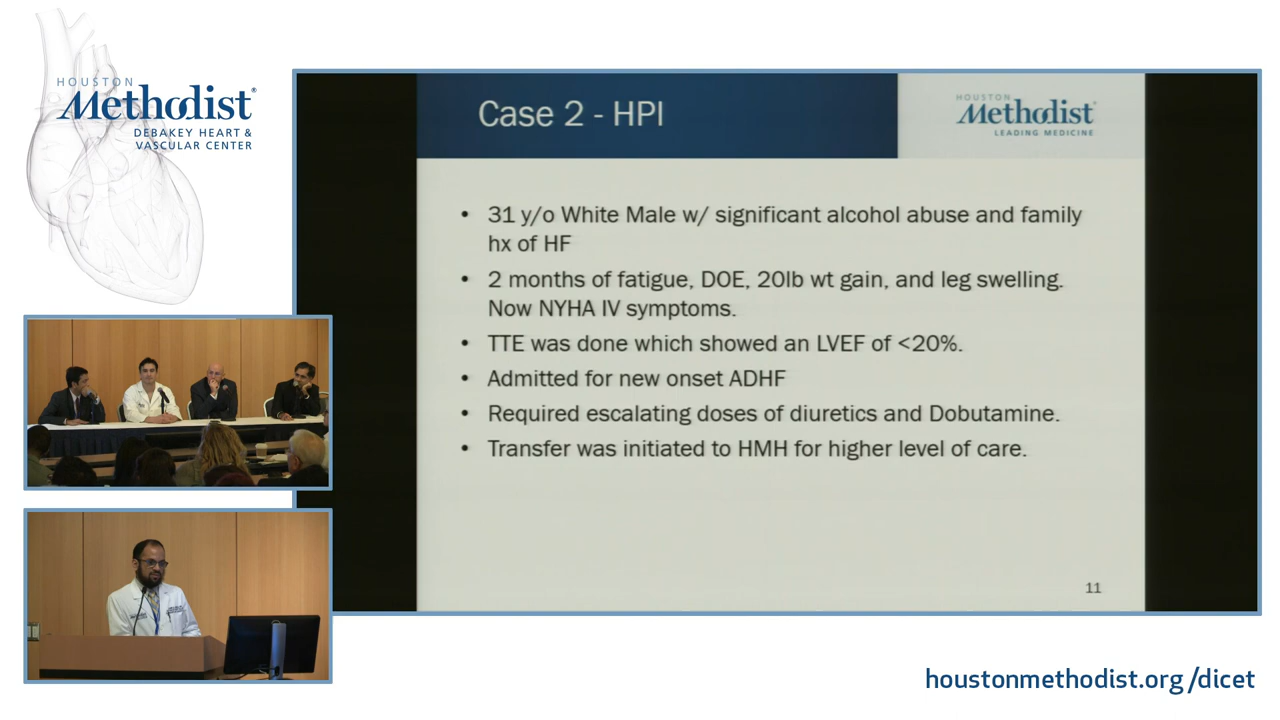 HOUSTON
Methodist®
DEBAKEY HEART &
VASCULAR CENTER
Case 2 - HPI
HOUSTON
Methodist®
LEADING MEDICINE
• 31 y/o White Male w/ significant alcohol abuse and family
hx of HF
• 2 months of fatigue, DOE, 20lb wt gain, and leg swelling.
Now NYHA IV symptoms.
• TTE was done which showed an LVEF of <20%.
• Admitted for new onset ADHF
• Required escalating doses of diuretics and Dobutamine.
• Transfer was initiated to HMH for higher level of care.
11
houstonmethodist.org/dicet